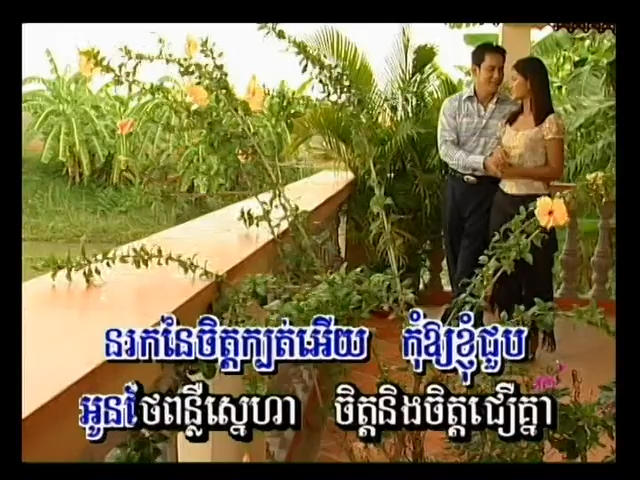 នរកនៃចិត្តក្បត់អើយ កុំឱ្យខ្ញុំជួប
អូនថែថពន្លឺស្នេហា ចិត្តនិងចិត្តជឿគ្នា